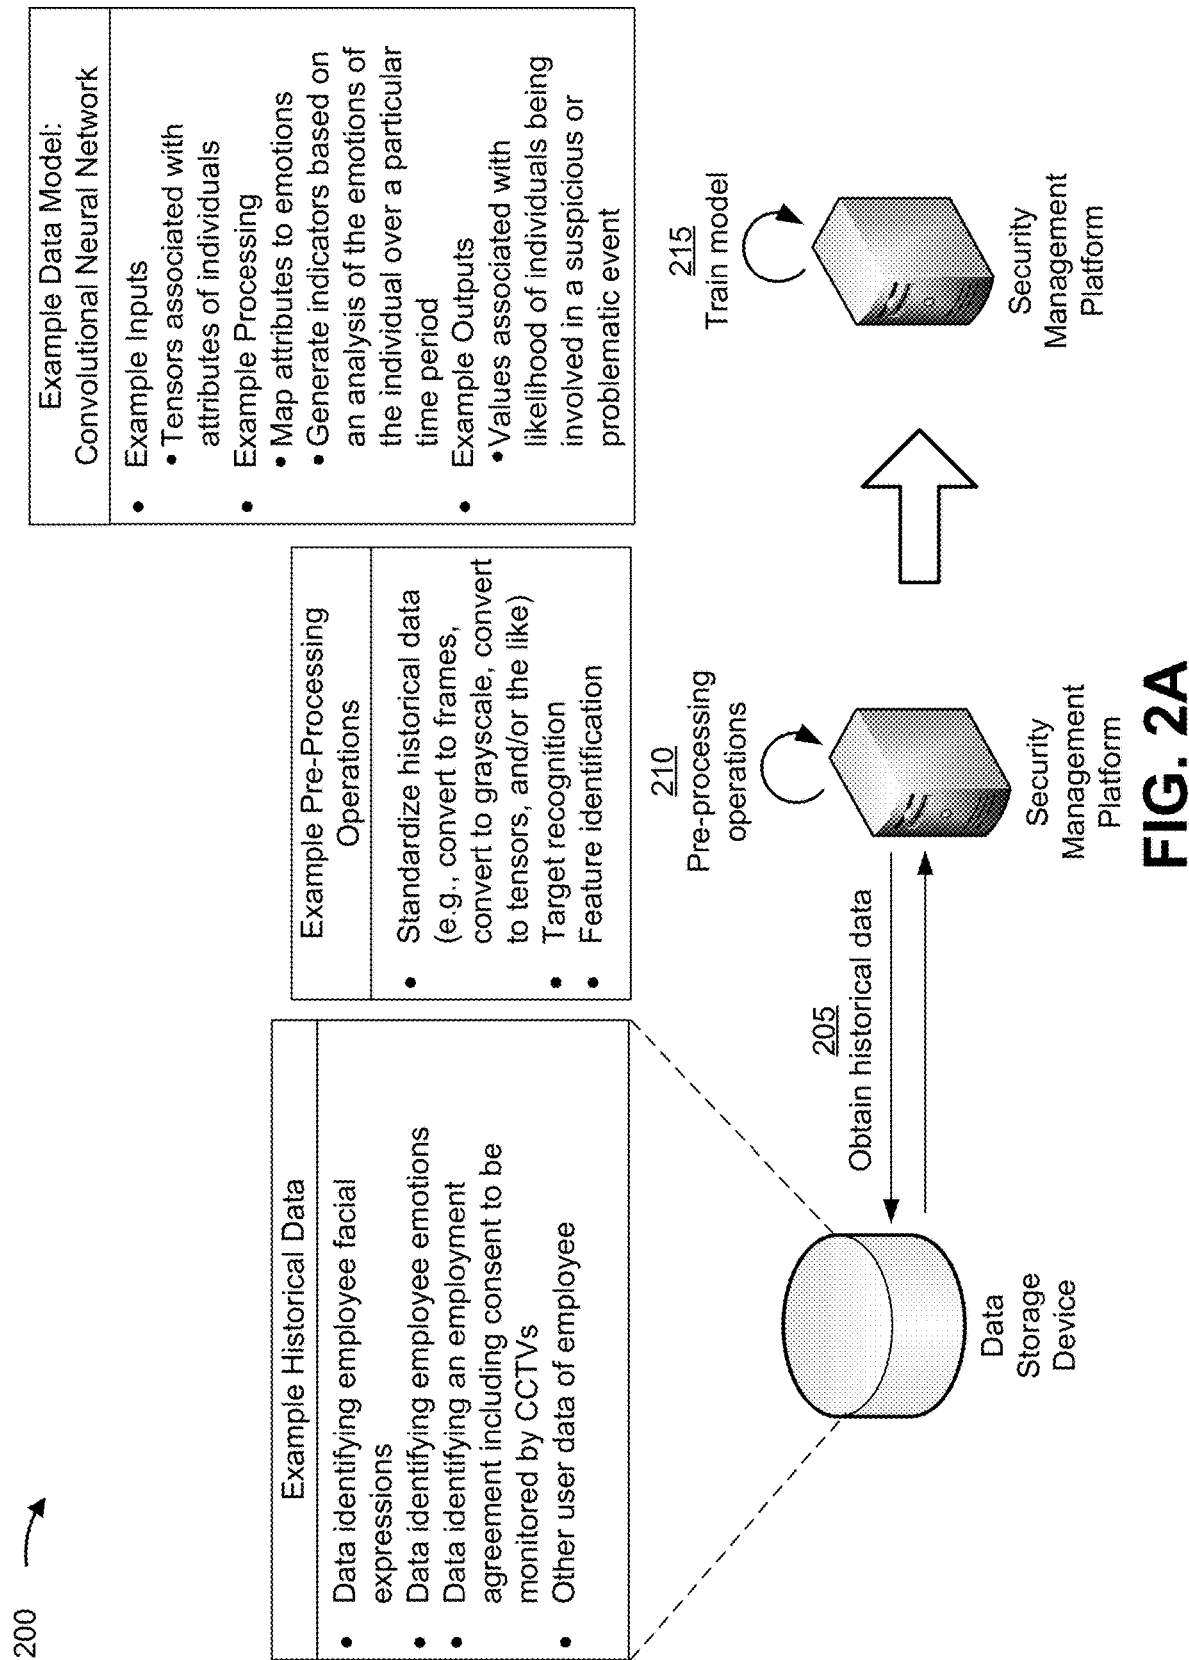 200
Example Historical Data
• Data identifying employee facial
expressions
• Data identifying employee emotions
• Data identifying an employment
agreement including consent to be
monitored by CCTVs
• Other user data of employee
Example Pre-Processing
Operations
• Standardize historical data
(e.g., convert to frames,
convert to grayscale, convert
to tensors, and/or the like)
• Target recognition
• Feature identification
Example Data Model:
Convolutional Neural Network
• Example Inputs
• Tensors associated with
attributes of individuals
• Example Processing
• Map attributes to emotions
• Generate indicators based on
an analysis of the emotions of
the individual over a particular
time period
• Example Outputs
• Values associated with
likelihood of individuals being
involved in a suspicious or
problematic event
Data
Storage
Device
205
Obtain historical data
210
Pre-processing
operations
Security
Management
Platform
215
Train model
Security
Management
Platform
FIG. 2A